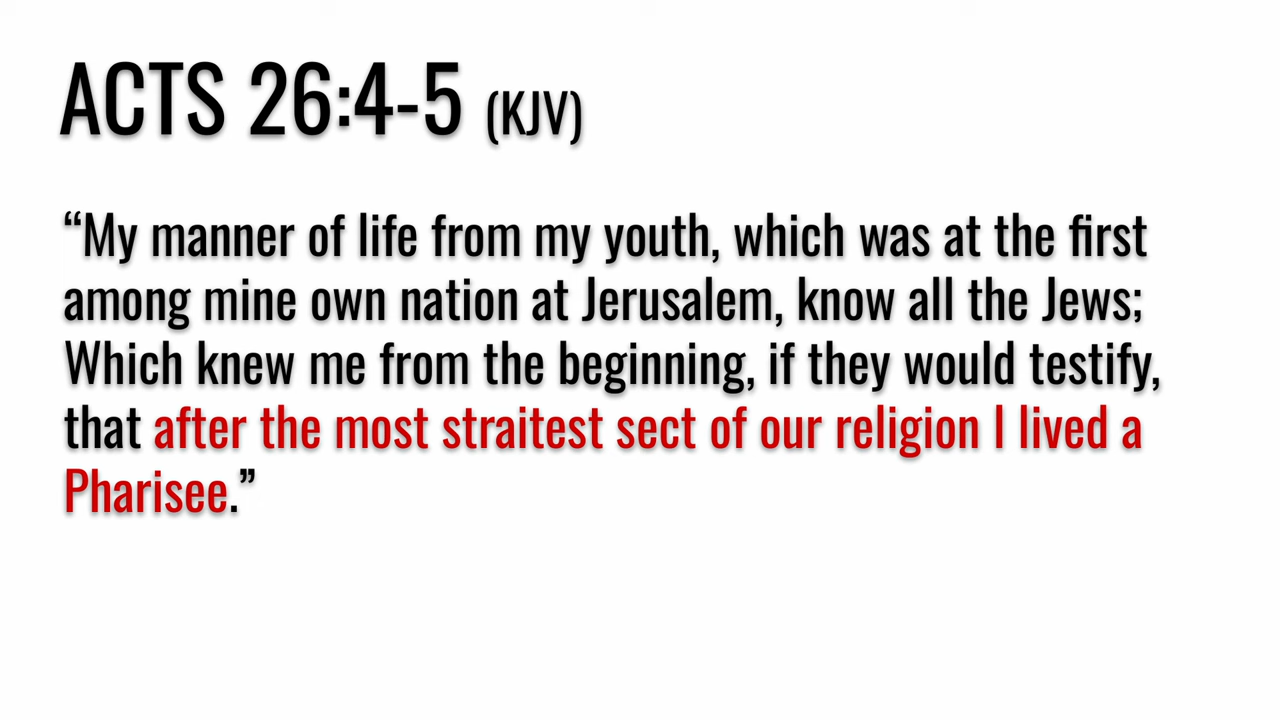 ACTS 26:4-5 (KJV)
“My manner of life from my youth, which was at the first
among mine own nation at Jerusalem, know all the Jews;
Which knew me from the beginning, if they would testify,
that after the most straitest sect of our religion I lived a
Pharisee.”